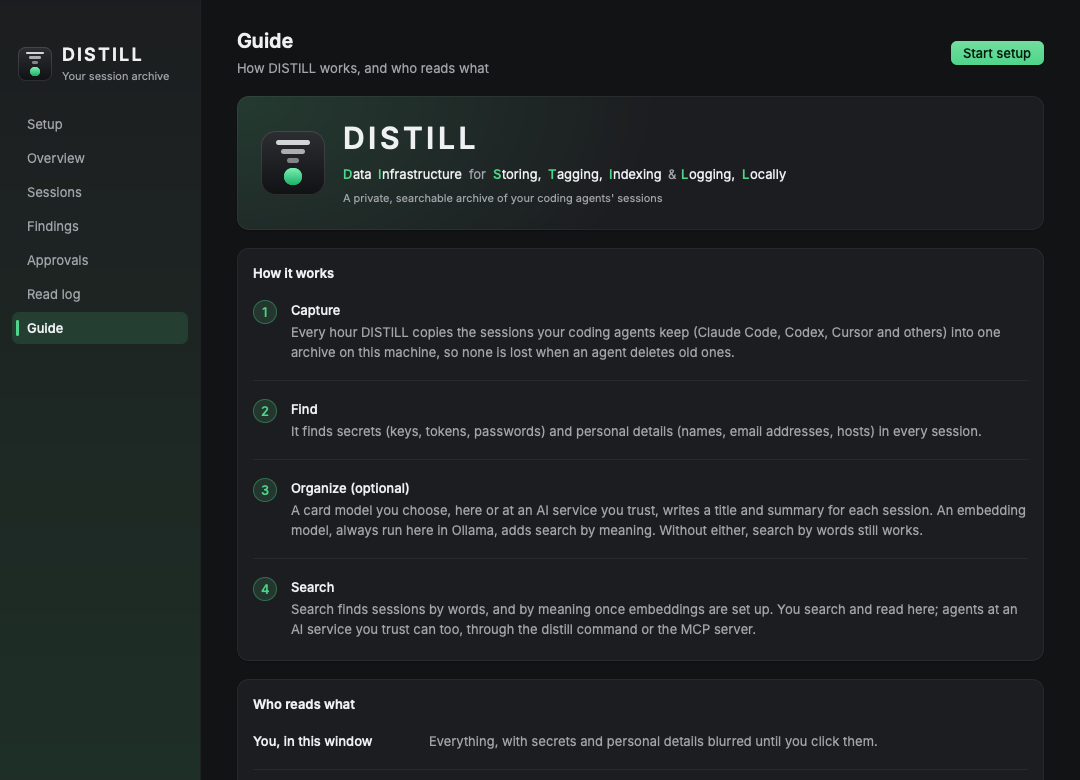 DISTILL
Your session archive
Setup
Overview
Sessions
Findings
Approvals
Read log
Guide
Guide
How DISTILL works, and who reads what
Start setup
DISTILL
Data Infrastructure for Storing, Tagging, Indexing & Logging, Locally
A private, searchable archive of your coding agents' sessions
How it works
1
Capture
Every hour DISTILL copies the sessions your coding agents keep (Claude Code, Codex, Cursor and others) into one
archive on this machine, so none is lost when an agent deletes old ones.
2
Find
It finds secrets (keys, tokens, passwords) and personal details (names, email addresses, hosts) in every session.
3
Organize (optional)
A card model you choose, here or at an AI service you trust, writes a title and summary for each session. An embedding
model, always run here in Ollama, adds search by meaning. Without either, search by words still works.
4
Search
Search finds sessions by words, and by meaning once embeddings are set up. You search and read here; agents at an
AI service you trust can too, through the distill command or the MCP server.
Who reads what
You, in this window
Everything, with secrets and personal details blurred until you click them.